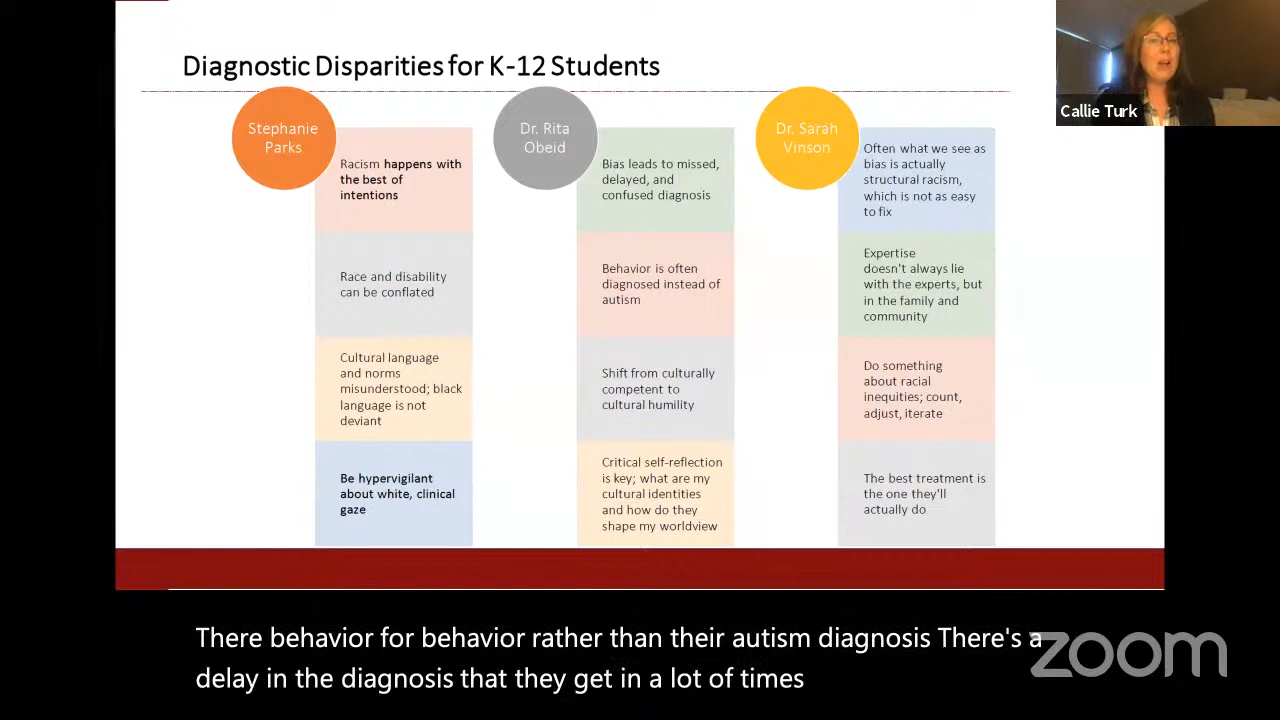 Diagnostic Disparities for K-12 Students
Stephanie
Parks
Racism happens with
the best of
intentions
Race and disability
can be conflated
Cultural language
and norms
misunderstood; black
language is not
deviant
Be hypervigilant
about white, clinical
gaze
Dr. Rita
Obeid
Bias leads to missed,
delayed, and
confused diagnosis
Behavior is often
diagnosed instead of
autism
Shift from culturally
competent to
cultural humility
Critical self-reflection
is key; what are my
cultural identities
and how do they
shape my worldview
Dr. Sarah
Vinson
Often what we see as
bias is actually
structural racism,
which is not as easy
to fix
Expertise
doesn't always lie
with the experts, but
in the family and
community
Do something
about racial
inequities; count,
adjust, iterate
The best treatment is
the one they'll
actually do
Callie Turk
There behavior for behavior rather than their autism diagnosis There's a
delay in the diagnosis that they get in a lot of times
zoom